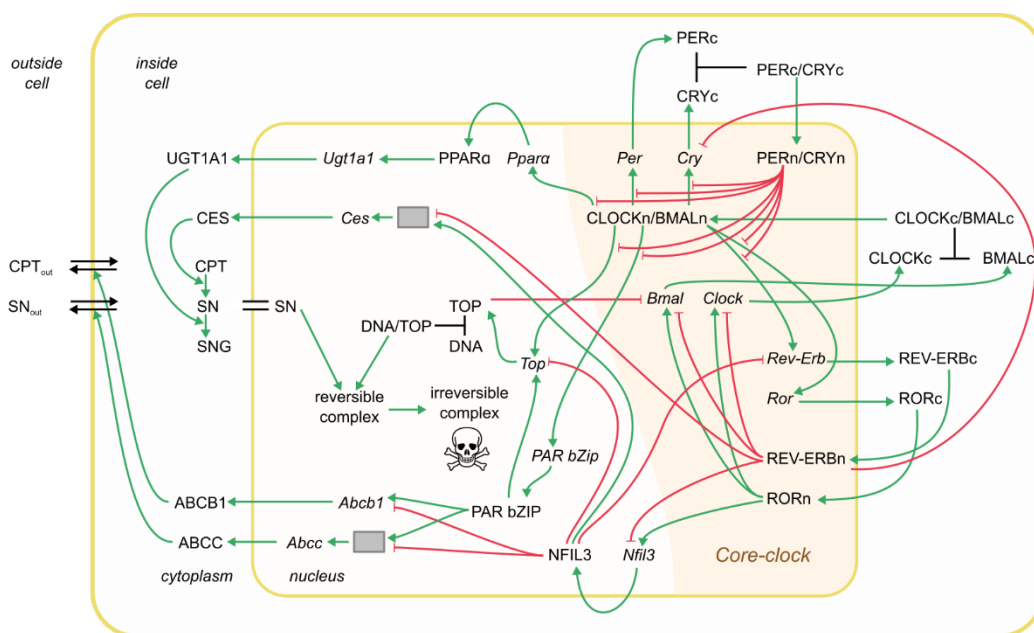 outside
cell
inside
cell
PERc
PERc/CRYc
CRYc
UGT1A1
Ugt1a1
PPARα
Pparα
Per
Cry
PERn/CRYn
CES
Ces
CLOCKn/BMALn
CLOCKc/BMALc
CPTout
CPT
CLOCKc
BMALc
SNout
SN
SN
TOP
Bmal
Clock
DNA/TOP
SNG
DNA
Top
Rev-Erb
REV-ERBc
reversible
complex
irreversible
complex
Ror
RORc
PAR bZip
REV-ERBn
ABCB1
Abcb1
PAR bZIP
RORn
ABCC
Abcc
NFIL3
Nfil3
Core-clock
cytoplasm
nucleus